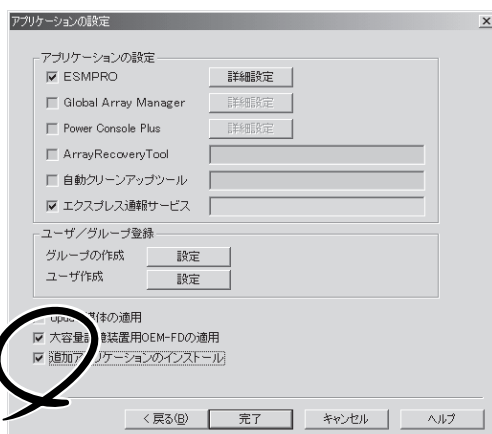 アプリケーションの設定
アプリケーションの設定
ESMPRO 詳細設定
Global Array Manager 詳細設定
Power Console Plus 詳細設定
ArrayRecoveryTool
自動クリーンアップツール
エクスプレス通報サービス
ユーザ/グループ登録
グループの作成 設定
ユーザ作成 設定
の適用
大容量 装置用OEM-FDの適用
追加アプリケーションのインストール
< 戻る(B) 完了 キャンセル ヘルプ